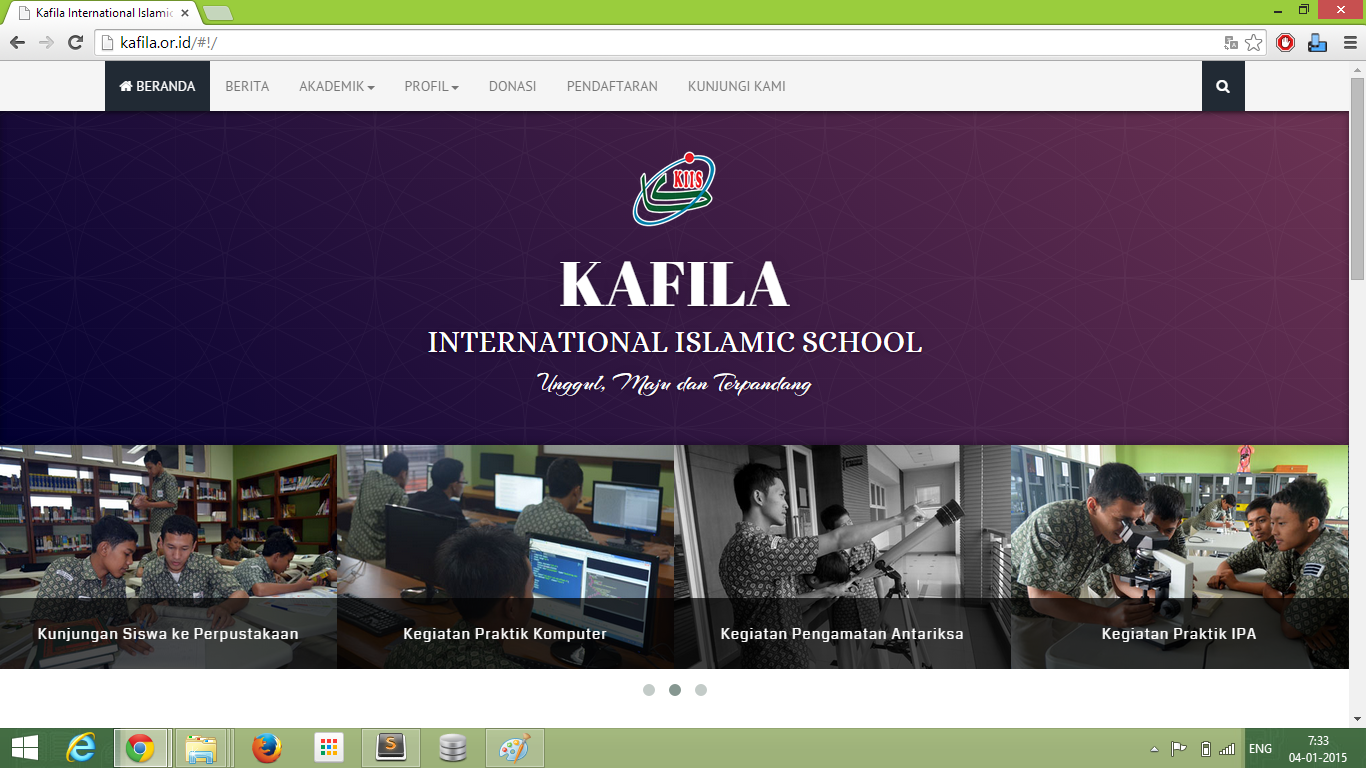 Kafila International Islamic
kafila.or.id/#!/
BERANDA BERITA AKADEMIK PROFIL DONASI PENDAFTARAN KUNJUNGI KAMI
KIIS
KAFILA
INTERNATIONAL ISLAMIC SCHOOL
Unggul, Maju dan Terpandang
Kunjungan Siswa ke Perpustakaan
Kegiatan Praktik Komputer
Kegiatan Pengamatan Antariksa
Kegiatan Praktik IPA
ENG
7:33
04-01-2015